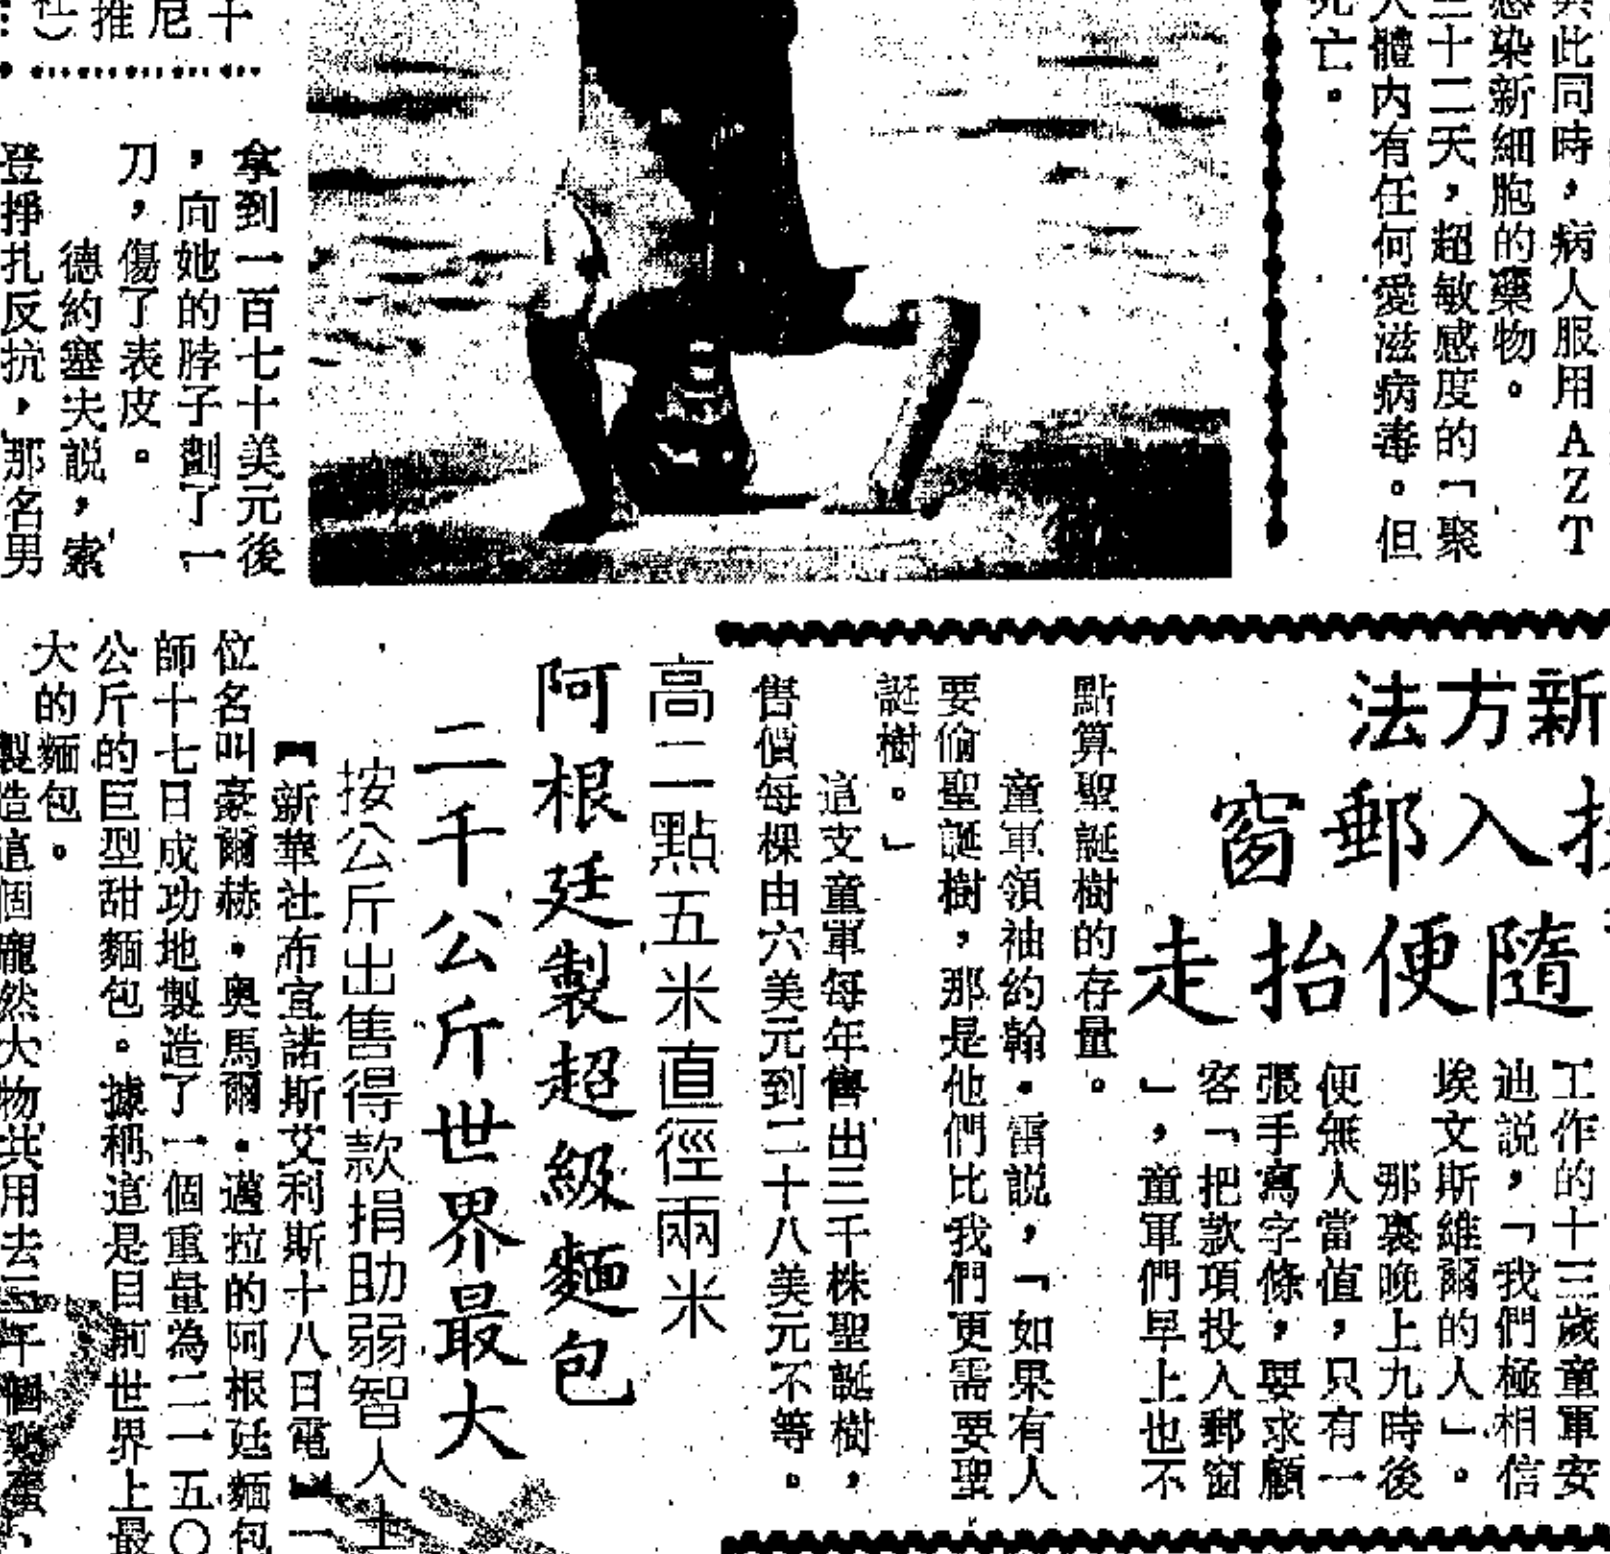 此同時，病人服用AZT
感染新細胞的藥物。
三十二天，超敏感度的「聚
人體內有任何愛滋病毒。但
死亡。
拿到一百七十美元後
，向她的脖子劃了一
刀，傷了表皮。
德約塞夫説，索
登掙扎反抗，那名男
新方法
入郵窗
隨便抬走
工作的十三歲童軍安
迪説，「我們極相信
埃文斯維爾的人」。
那裏晚上九時後
便無人當值，只有一
張手寫字條，要求顧
客「把款項投入郵窗
」，童軍們早上也不
點算聖誕樹的存量。
童軍領袖約翰·雷説，「如果有人
要偷聖誕樹，那是他們比我們更需要聖
誕樹。」
這支童軍每年售出三千株聖誕樹，
售價每棵由六美元到二十八美元不等。
高二點五米直徑兩米
阿根廷製超級麵包
二千公斤世界最大
按公斤出售得款捐助弱智人士
【新華社布宜諾斯艾利斯十八日電】一
位名叫豪爾赫·奧馬爾·邁拉的阿根廷麵包
師十七日成功地製造了一個重量為二一五〇
公斤的巨型甜麵包。據稱這是目前世界上最
大的麵包。
製造這個龐然大物共用去